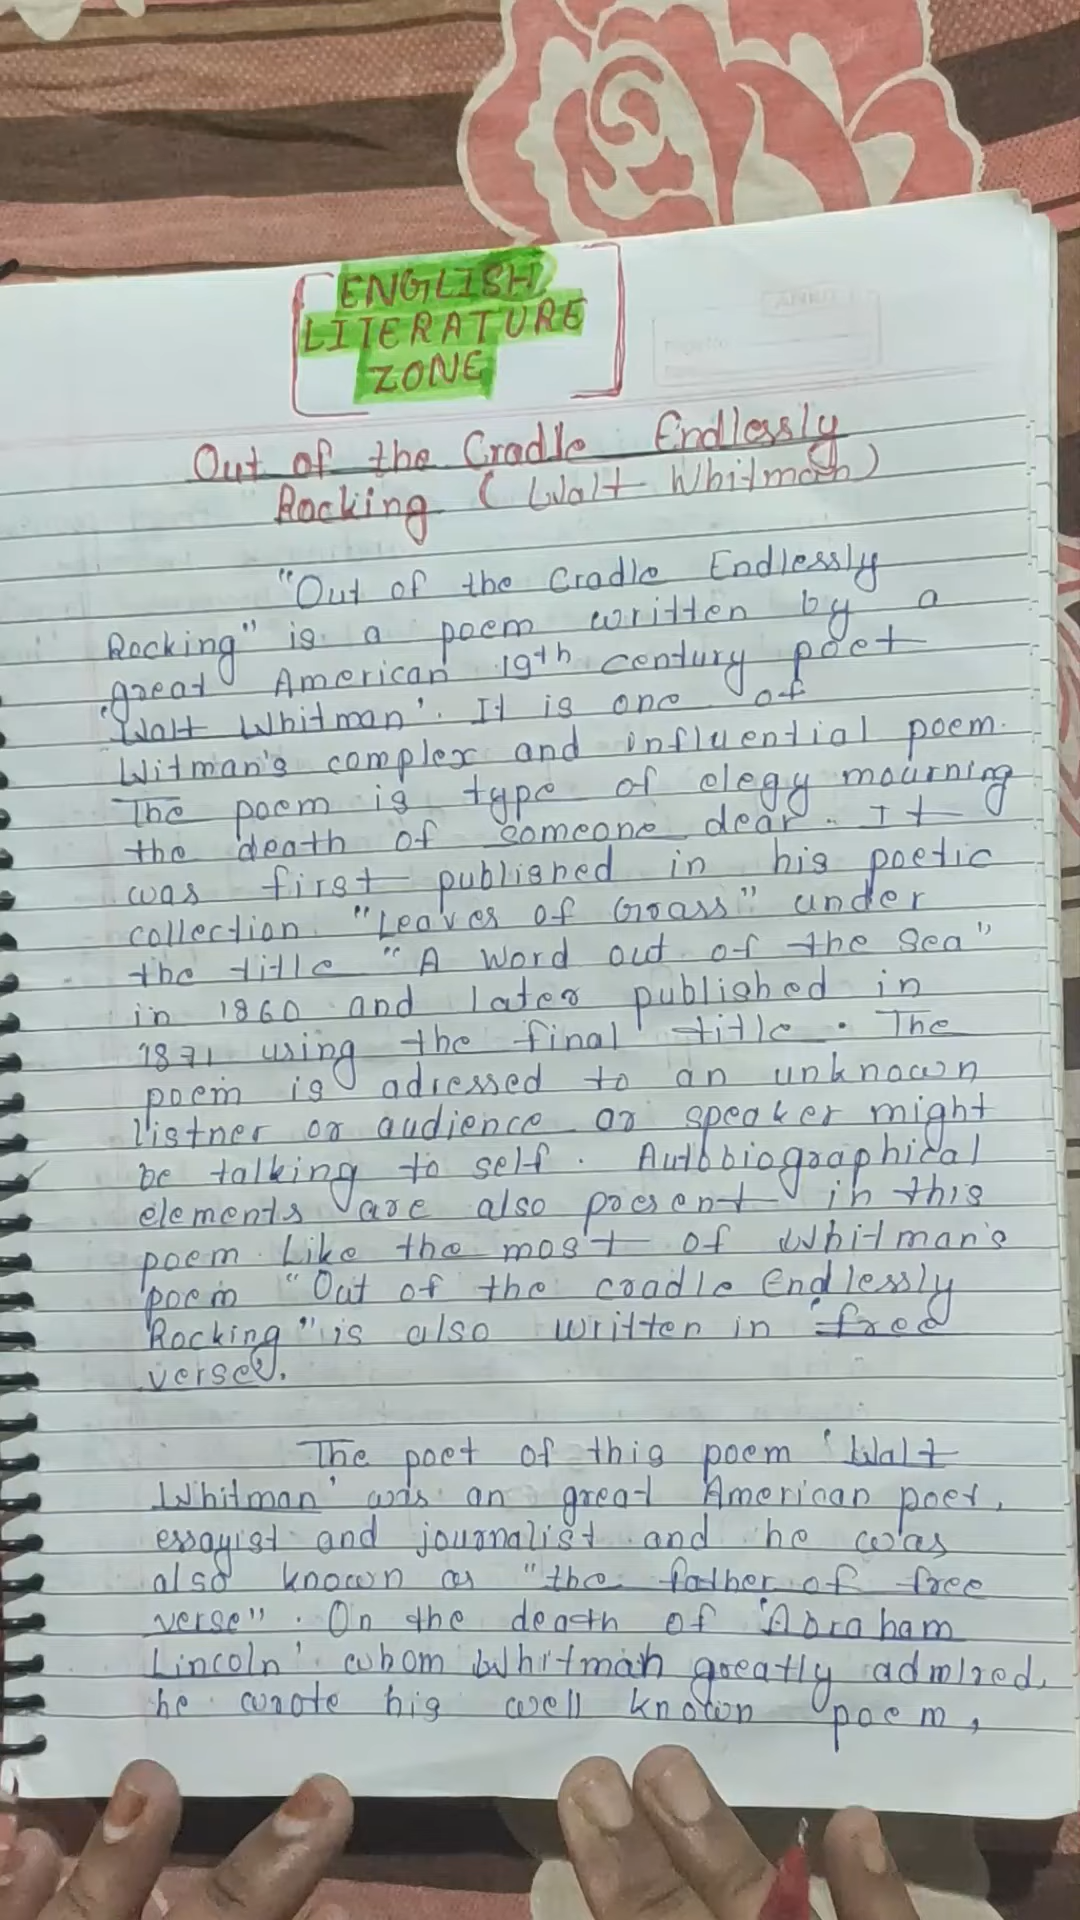 ENGLISH
LITERATURE
ZONE
Out of the Cradle Endlessly
Rocking (Walt Whitman)
"Out of the Cradle Endlessly
Rocking" is a poem written by a
great American 19th century poet
'Walt Whitman'. It is one of
Witman's complex and influential poem.
The poem is type of elegy mourning
the death of someone dear. It
was first published in his poetic
collection "Leaves of Grass" under
the title "A Word out of the Sea"
in 1860 and later published in
1871 using the final title. The
poem is adressed to an unknown
listner or audience or speaker might
be talking to self. Autobiographical
elements are also present in this
poem. Like the most of Whitman's
poem "Out of the cradle Endlessly
Rocking" is also written in 'free
verse'.
The poet of this poem 'Walt
Whitman' was an great American poet,
essayist and journalist and he was
also known as "the father of free
verse". On the death of 'Abraham
Lincoln' whom Whitman greatly admired,
he wrote his well known poem,